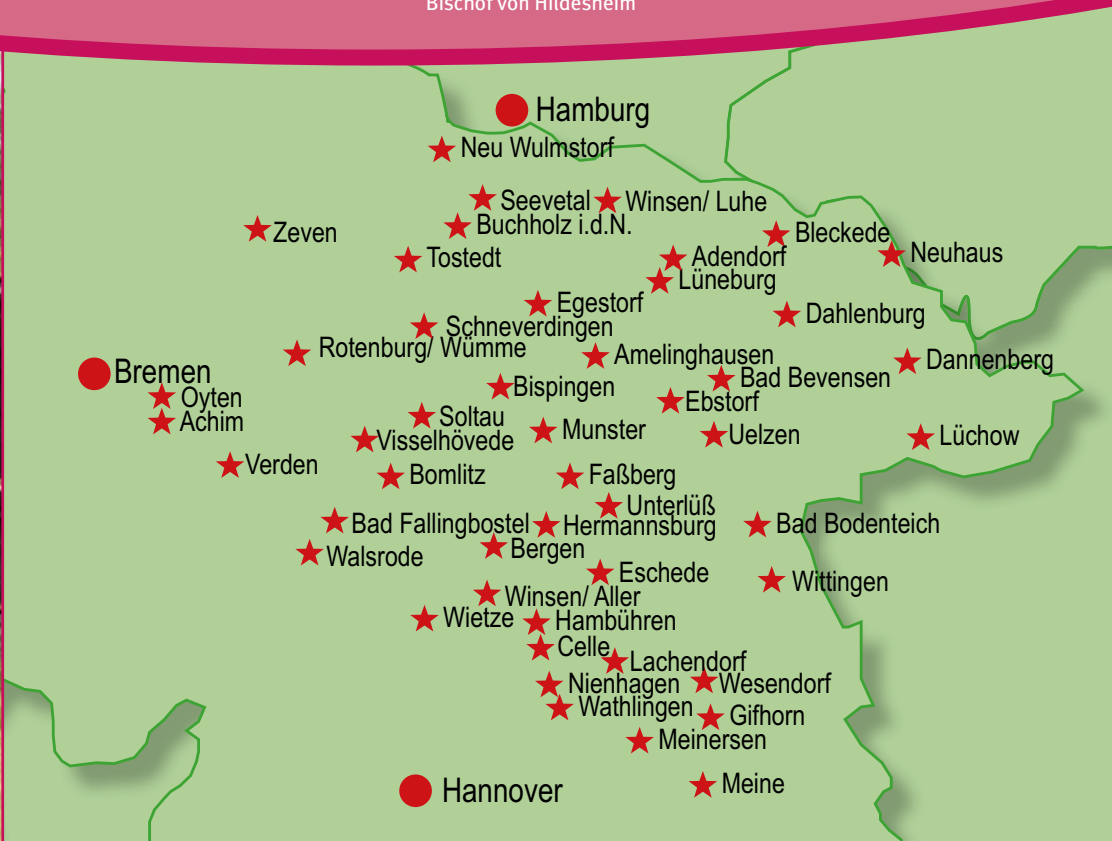 Bischof von Hildesheim
Hamburg
Neu Wulmstorf
Seevetal
Winsen/ Luhe
Buchholz i.d.N.
Zeven
Bleckede
Tostedt
Adendorf
Neuhaus
Lüneburg
Egestorf
Dahlenburg
Schneverdingen
Rotenburg/ Wümme
Amelinghausen
Dannenberg
Bremen
Bad Bevensen
Bispingen
Oyten
Ebstorf
Soltau
Achim
Visselhövede
Munster
Uelzen
Lüchow
Verden
Bomlitz
Faßberg
Unterlüß
Bad Fallingbostel
Hermannsburg
Bad Bodenteich
Walsrode
Bergen
Eschede
Wittingen
Winsen/ Aller
Wietze
Hambühren
Celle
Lachendorf
Nienhagen
Wesendorf
Wathlingen
Gifhorn
Meinersen
Meine
Hannover